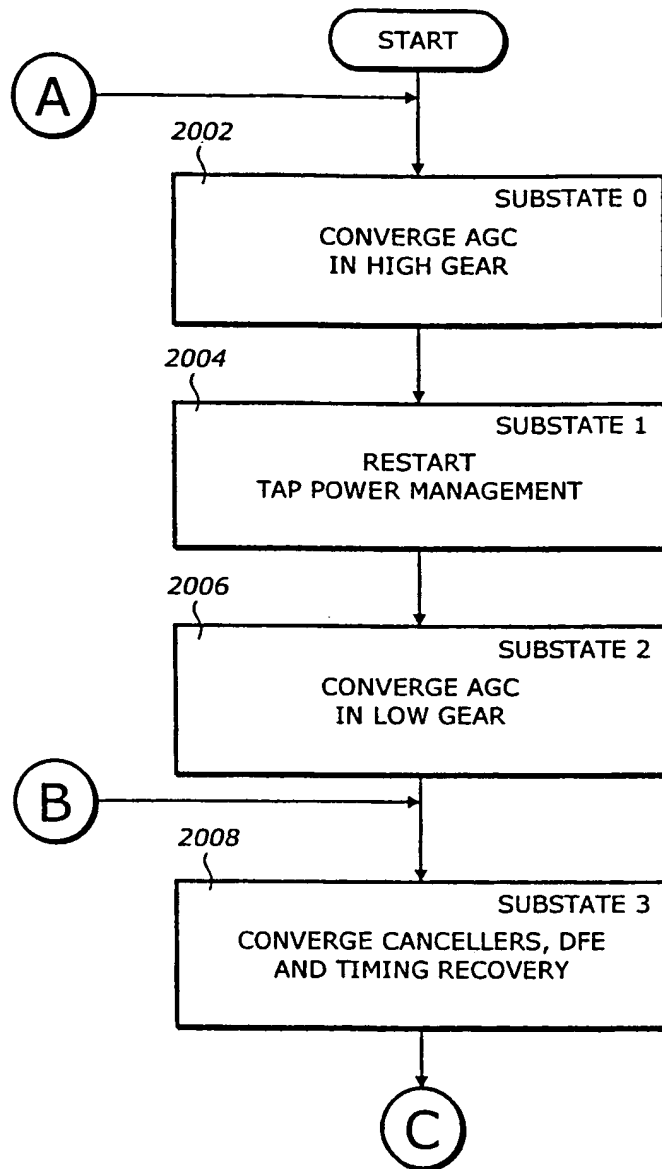 START
A
2002
SUBSTATE 0
CONVERGE AGC
IN HIGH GEAR
2004
SUBSTATE 1
RESTART
TAP POWER MANAGEMENT
2006
SUBSTATE 2
CONVERGE AGC
IN LOW GEAR
B
2008
SUBSTATE 3
CONVERGE CANCELLERS, DFE
AND TIMING RECOVERY
C